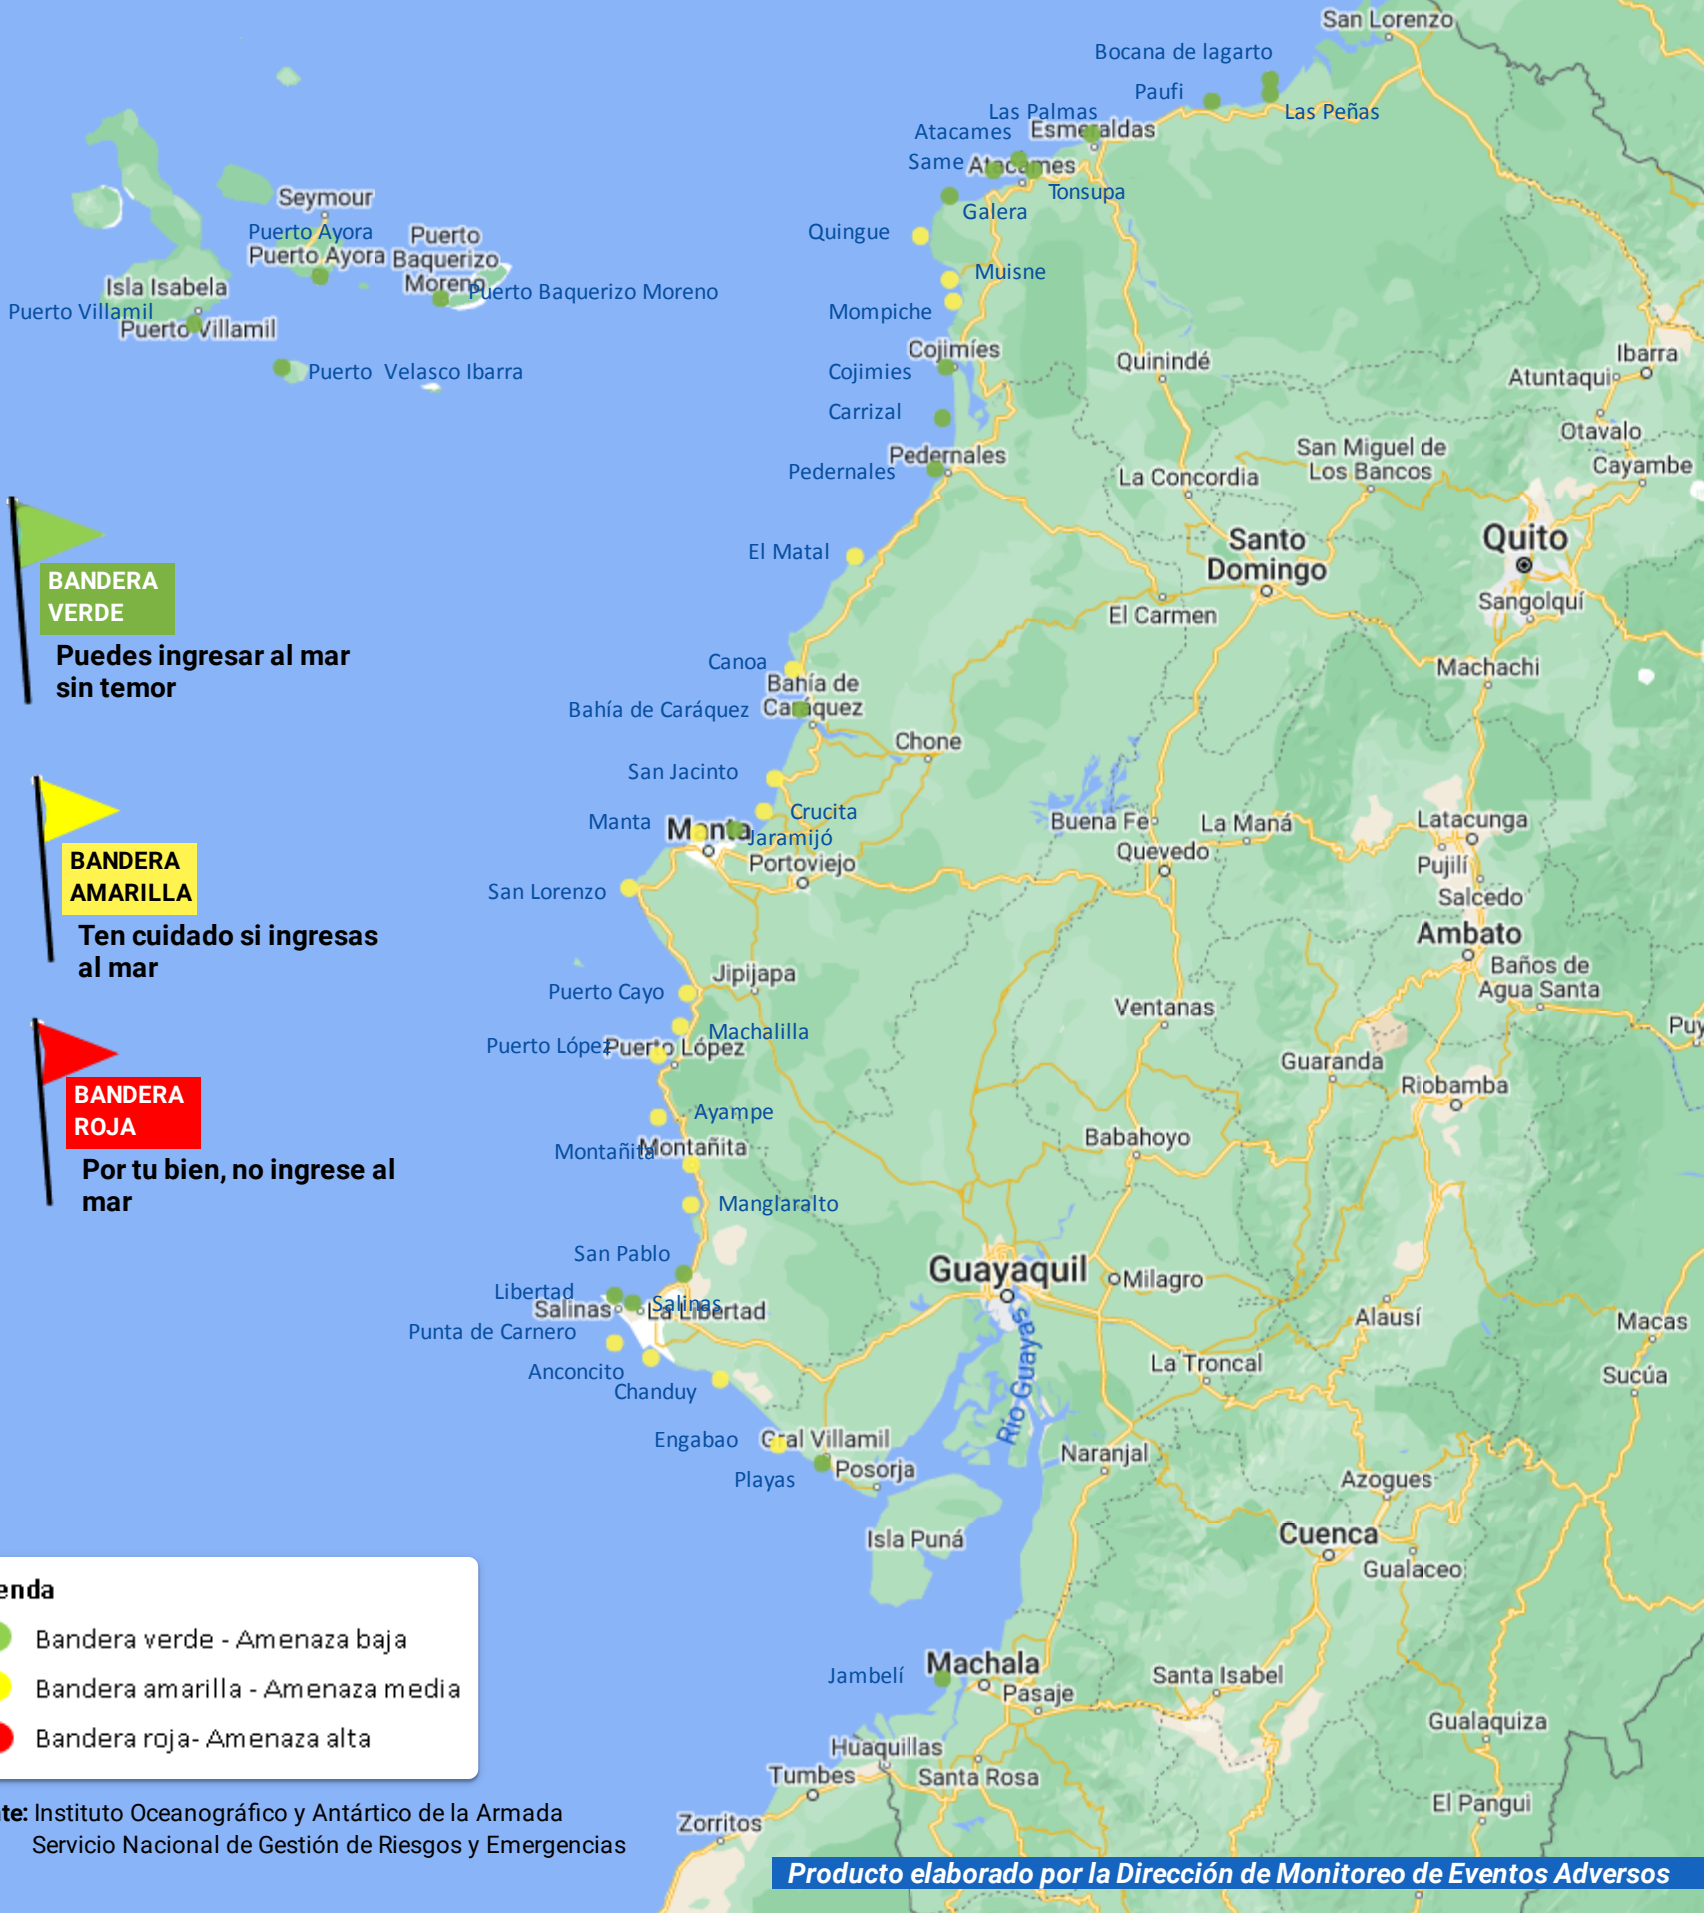 San Lorenzo
Bocana de lagarto
Paufi
Las Peñas
Las Palmas
Atacames
Esmeraldas
Same
Atacames
Tonsupa
Galera
Quingue
Muisne
Mompiche
Seymour
Puerto Ayora
Puerto Ayora
Puerto
Baquerizo
Moreno
Puerto Baquerizo Moreno
Isla Isabela
Puerto Villamil
Puerto Villamil
Puerto Velasco Ibarra
Cojimíes
Cojimies
Carrizal
Pedernales
Pedernales
Quinindé
Ibarra
Atuntaqui
Otavalo
Cayambe
San Miguel de
Los Bancos
La Concordia
Santo
Domingo
Quito
Sangolquí
El Carmen
Machachi
El Matal
Canoa
Bahía de
Caráquez
Bahía de Caráquez
Chone
San Jacinto
Crucita
Manta
Manta
Jaramijó
Portoviejo
San Lorenzo
Buena Fe
La Maná
Quevedo
Latacunga
Pujilí
Salcedo
Ambato
Baños de
Agua Santa
Puy
BANDERA
VERDE
Puedes ingresar al mar
sin temor
BANDERA
AMARILLA
Ten cuidado si ingresas
al mar
BANDERA
ROJA
Por tu bien, no ingrese al
mar
Jipijapa
Puerto Cayo
Machalilla
Puerto López
Puerto López
Ayampe
Montañita
Montañita
Manglaralto
Ventanas
Guaranda
Riobamba
Babahoyo
San Pablo
Libertad
Salinas
Salinas
La Libertad
Punta de Carnero
Anconcito
Chanduy
Engabao
Gral Villamil
Playas
Posorja
Guayaquil
Milagro
Río Guayas
Alausí
Macas
La Troncal
Sucúa
Naranjal
Azogues
Isla Puná
Cuenca
Gualaceo
Jambelí
Machala
Pasaje
Santa Isabel
Gualaquiza
Huaquillas
Tumbes
Santa Rosa
Zorritos
El Pangui
enda
Bandera verde - Amenaza baja
Bandera amarilla - Amenaza media
Bandera roja- Amenaza alta
te: Instituto Oceanográfico y Antártico de la Armada
Servicio Nacional de Gestión de Riesgos y Emergencias
Producto elaborado por la Dirección de Monitoreo de Eventos Adversos